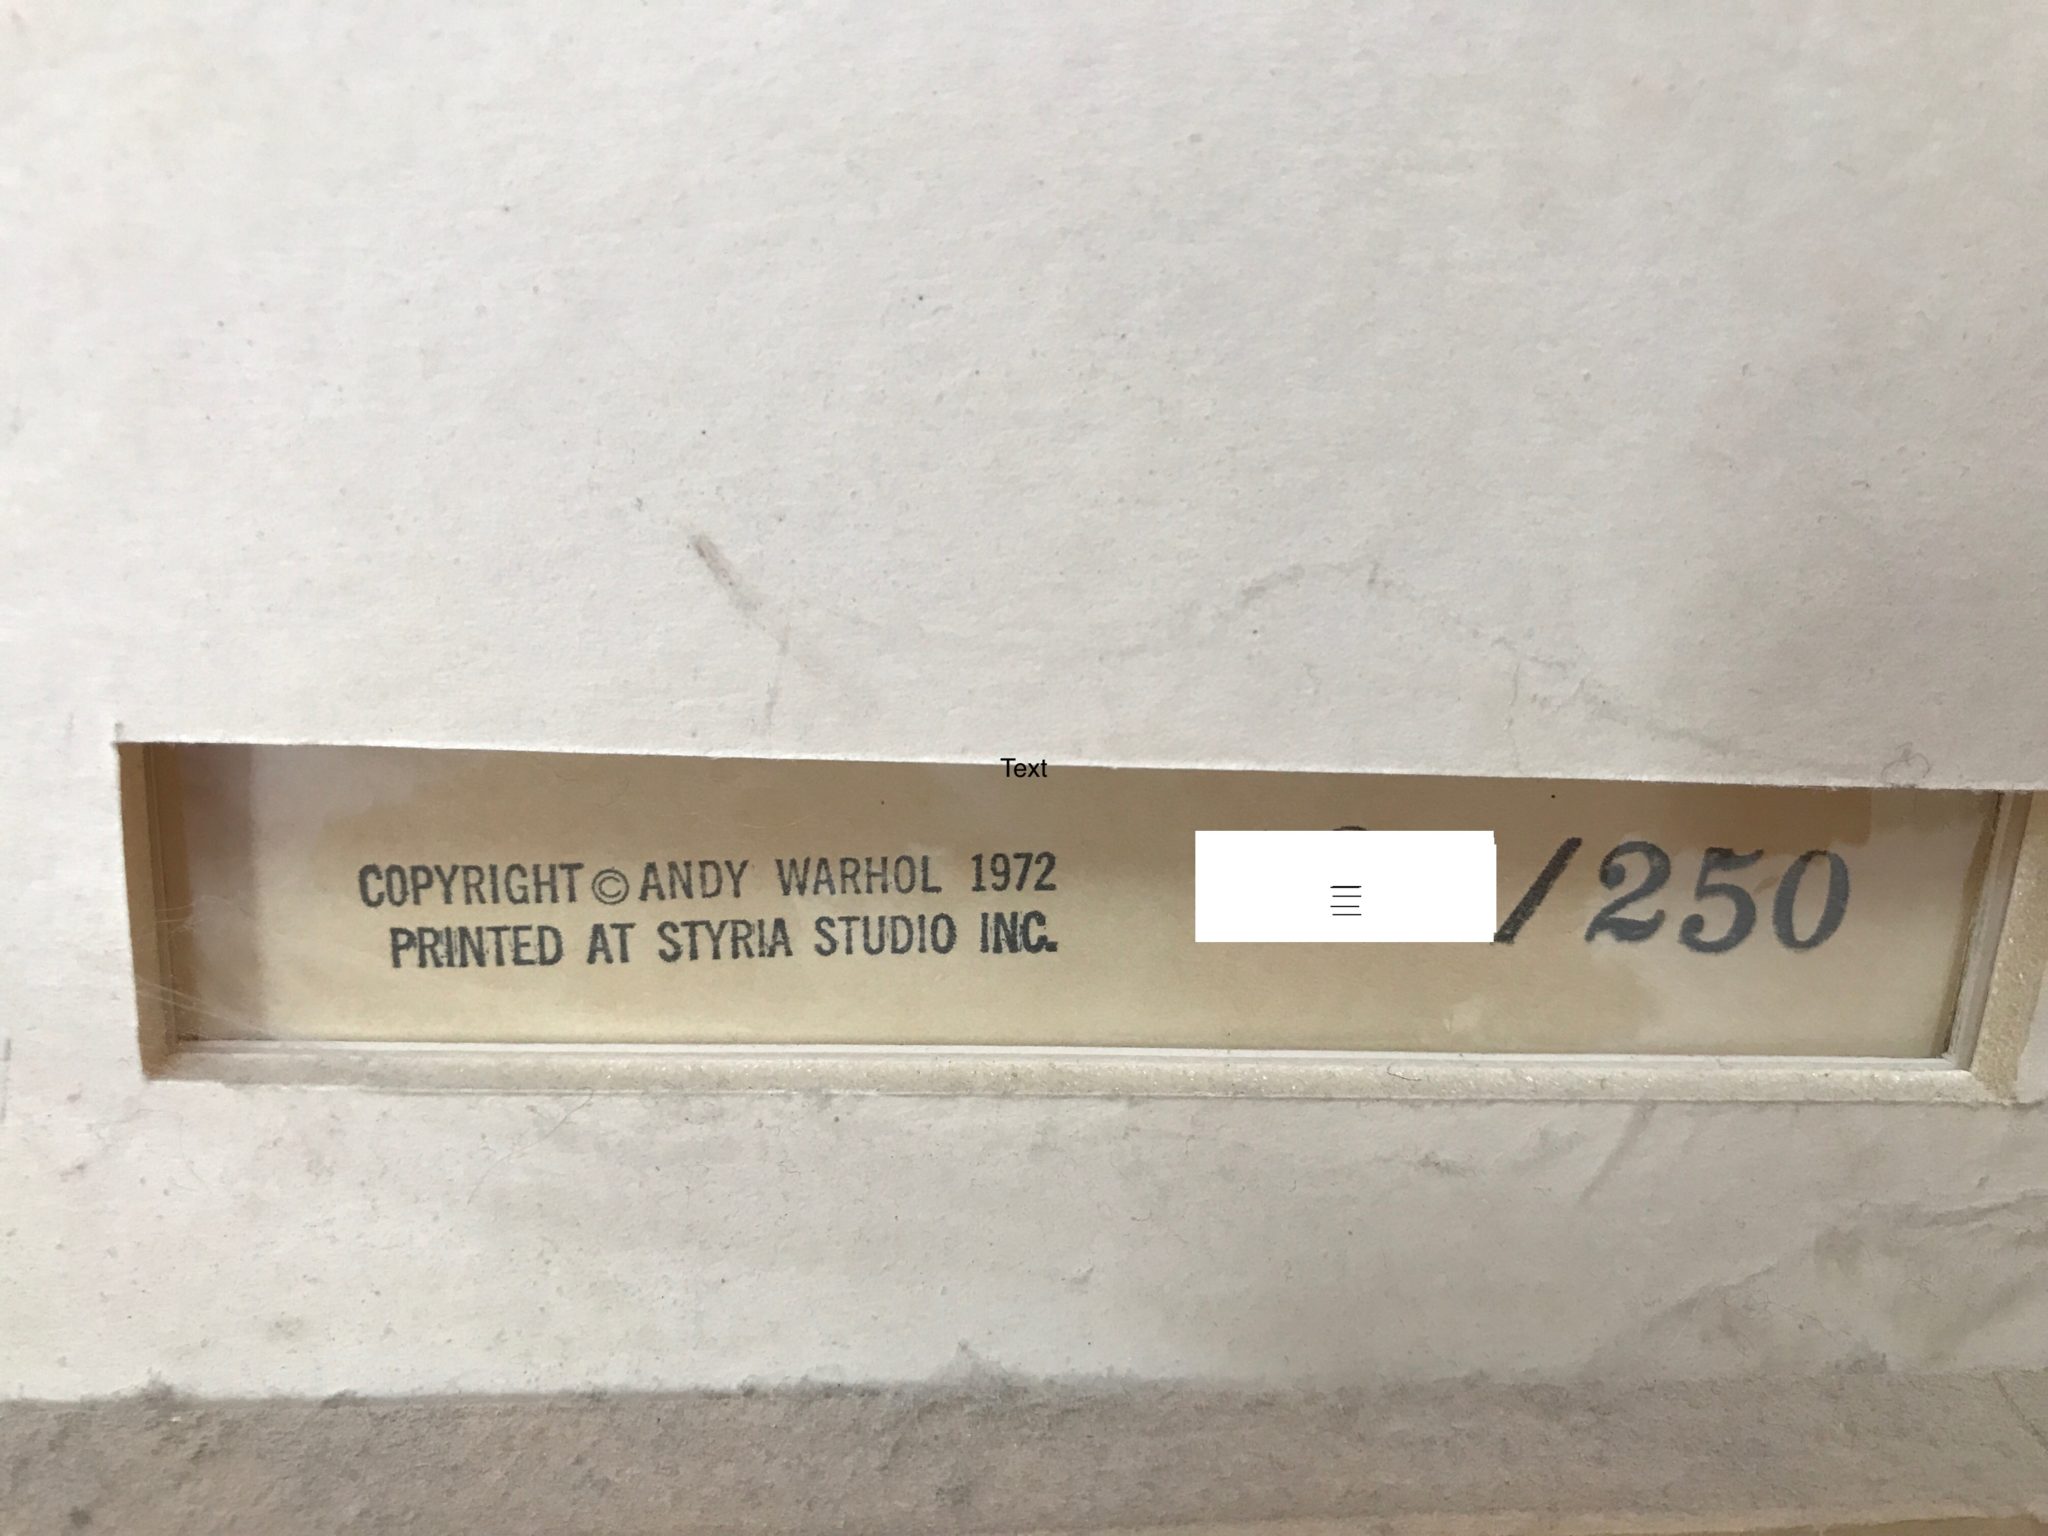 Text
COPYRIGHT © ANDY WARHOL 1972
PRINTED AT STYRIA STUDIO INC.
/250